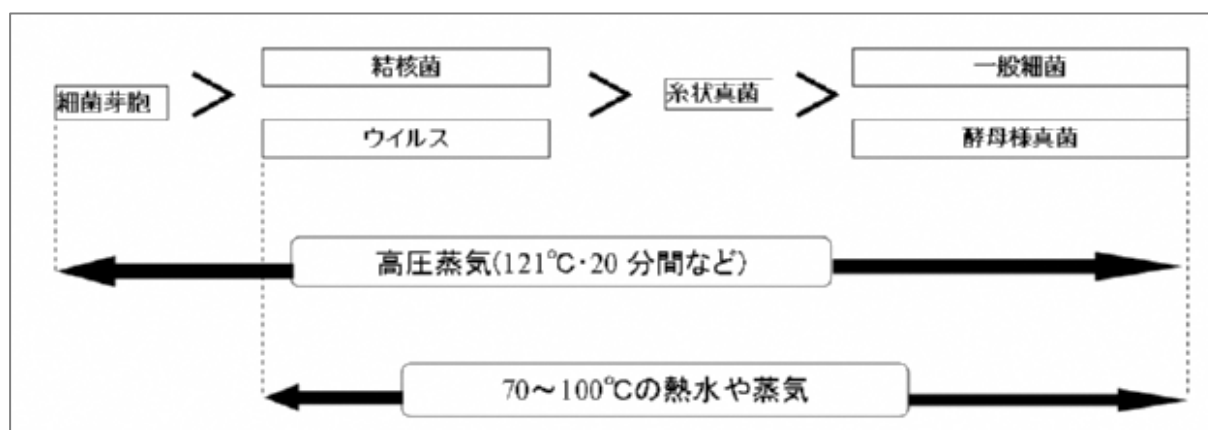 細菌芽胞
結核菌
ウイルス
糸状真菌
一般細菌
酵母様真菌
高圧蒸気(121℃・20 分間など)
70～100℃の熱水や蒸気